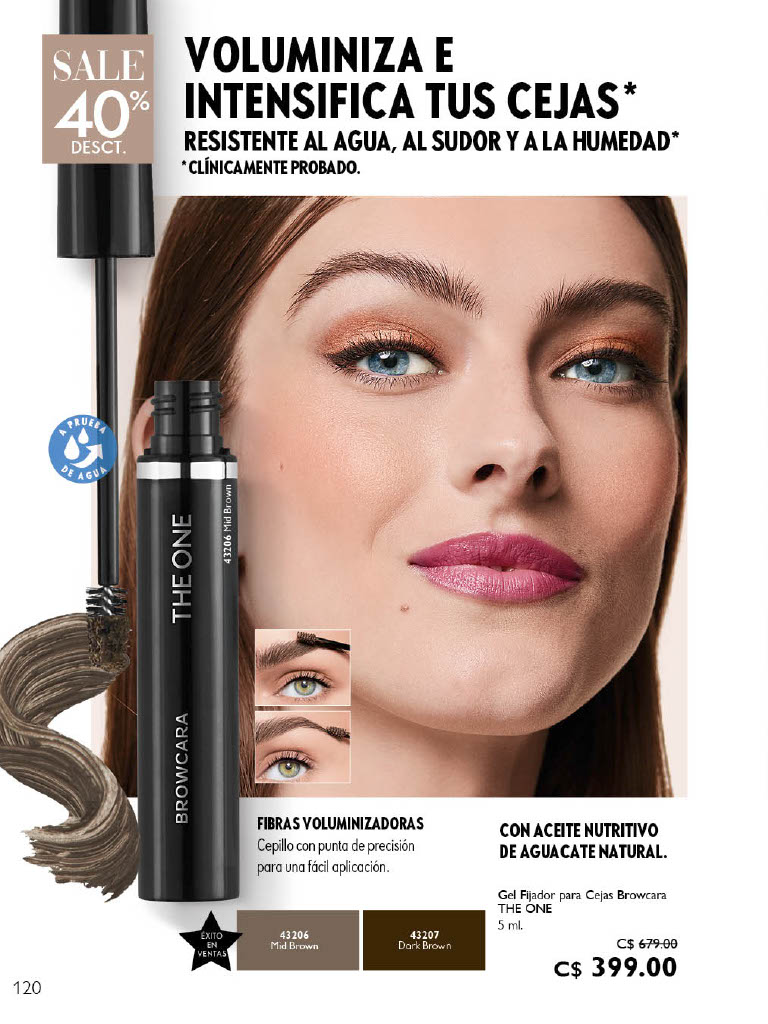 SALE
40%
DESCT.
VOLUMINIZA E
INTENSIFICA TUS CEJAS*
RESISTENTE AL AGUA, AL SUDOR Y A LA HUMEDAD*
*CLÍNICAMENTE PROBADO.
A PRUEBA
DE AGUA
THE ONE
43206 Mid Brown
BROWCARA
FIBRAS VOLUMINIZADORAS
Cepillo con punta de precisión
para una fácil aplicación.
CON ACEITE NUTRITIVO
DE AGUACATE NATURAL.
Gel Fijador para Cejas Browcara
THE ONE
5 ml.
ÉXITO
EN
VENTAS
43206
Mid Brown
43207
Dark Brown
C$ 679.00
C$ 399.00
120